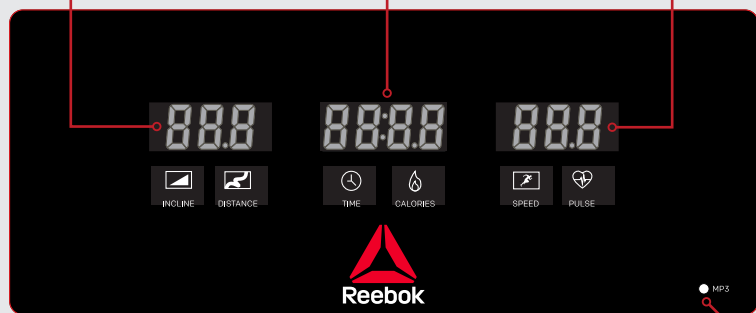 88.8 88:8.8 88.8
INCLINE DISTANCE TIME CALORIES SPEED PULSE
Reebok
MP3